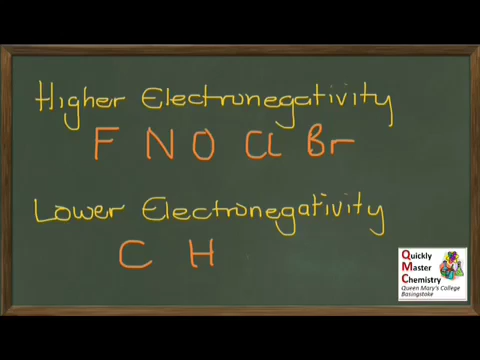 Higher Electronegativity
F N O Cl Br
Lower Electronegativity
C H
Quickly
Master
Chemistry
Queen Mary's College
Basingstoke